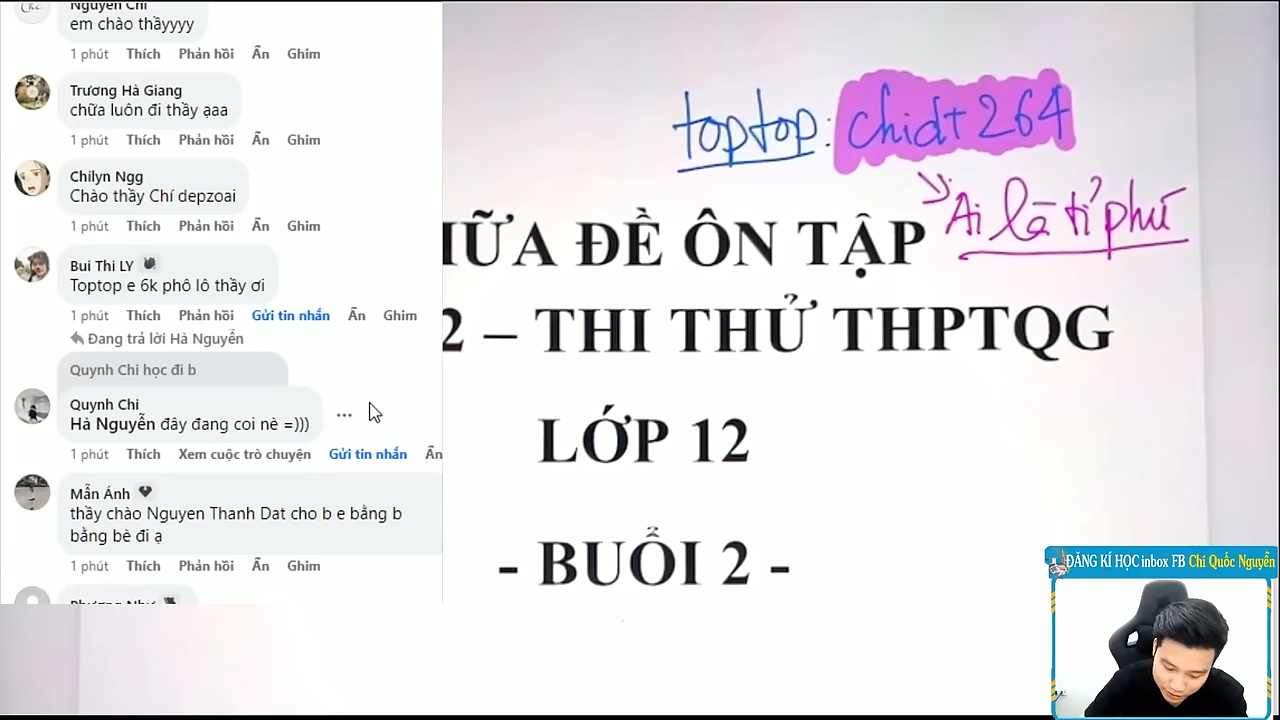 Nguyen Chi
em chào thầyyyy
1 phút Thích Phản hồi Ẩn Ghim
Trương Hà Giang
chữa luôn đi thầy ạaa
1 phút Thích Phản hồi Ẩn Ghim
Chilyn Ngg
Chào thầy Chí depzoai
1 phút Thích Phản hồi Ẩn Ghim
Bui Thi LY
Toptop e 6k phô lô thầy ơi
1 phút Thích Phản hồi Gửi tin nhắn Ẩn Ghim
Đang trả lời Hà Nguyễn
Quynh Chi học đi b
Quynh Chi
Hà Nguyễn đây đang coi nè =)))
1 phút Thích Xem cuộc trò chuyện Gửi tin nhắn Ẩn
Mẫn Ánh
thầy chào Nguyen Thanh Dat cho b e bằng b
bằng bè đi ạ
1 phút Thích Phản hồi Ẩn Ghim
toptop: chidt264
Ai là tỉ phú
HỮA ĐỀ ÔN TẬP
2 – THI THỬ THPTQG
LỚP 12
- BUỔI 2 -
ĐĂNG KÍ HỌC inbox FB Chí Quốc Nguyễn